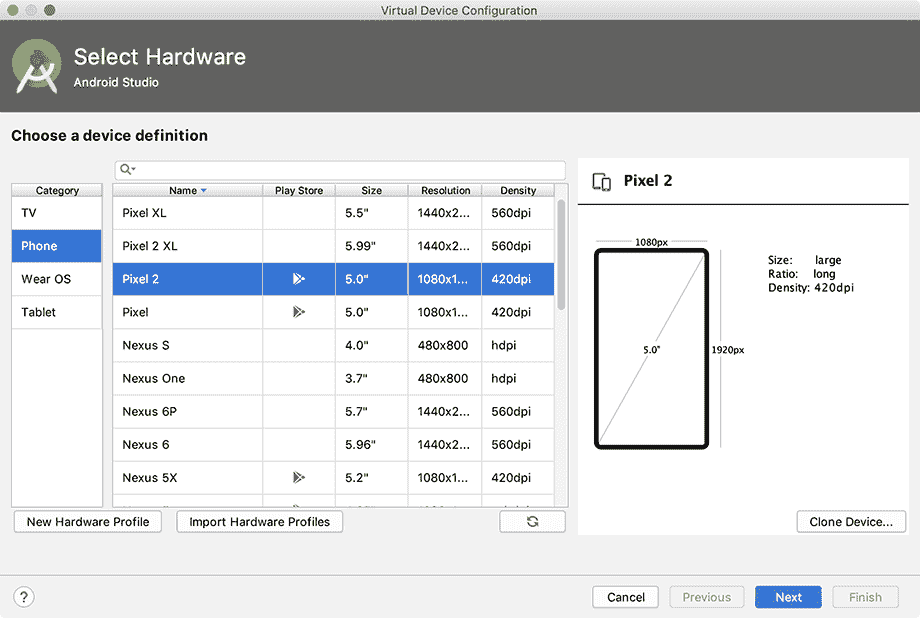 Virtual Device Configuration
Select Hardware
Android Studio
Choose a device definition
Category
TV
Phone
Wear OS
Tablet
Name Play Store Size Resolution Density
Pixel XL 5.5" 1440x2... 560dpi
Pixel 2 XL 5.99" 1440x2... 560dpi
Pixel 2 5.0" 1080x1... 420dpi
Pixel 5.0" 1080x1... 420dpi
Nexus S 4.0" 480x800 hdpi
Nexus One 3.7" 480x800 hdpi
Nexus 6P 5.7" 1440x2... 560dpi
Nexus 6 5.96" 1440x2... 560dpi
Nexus 5X 5.2" 1080x1... 420dpi
New Hardware Profile Import Hardware Profiles
Pixel 2
1080px
5.0"
1920px
Size: large
Ratio: long
Density: 420dpi
Clone Device...
? Cancel Previous Next Finish